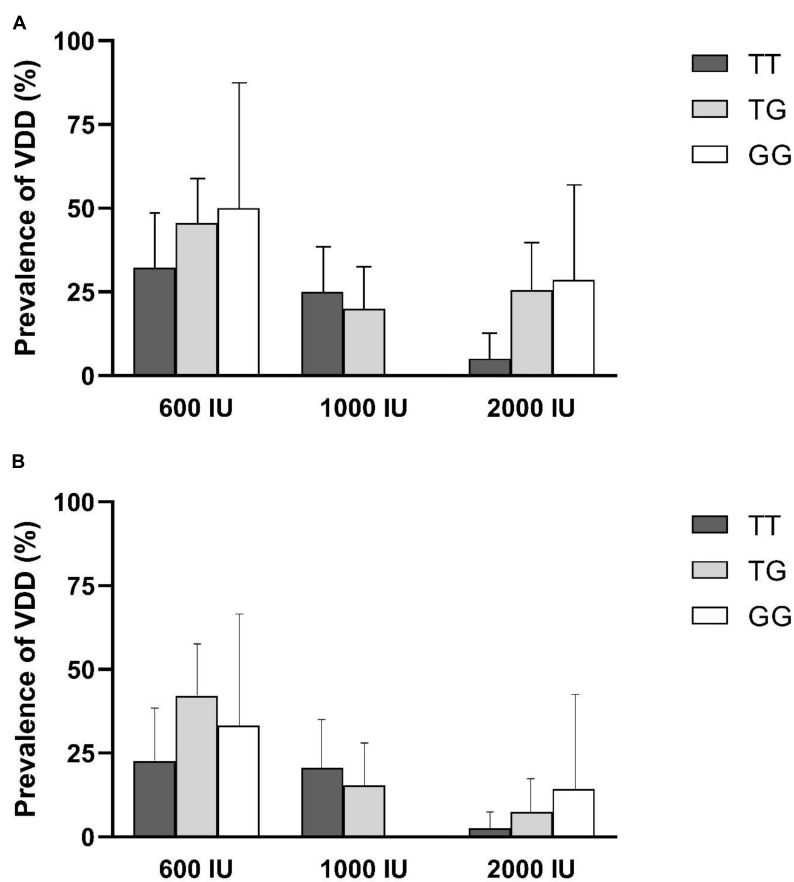 A
Prevalence of VDD (%)
100
75
50
25
0
600 IU 1000 IU 2000 IU
TT
TG
GG
B
Prevalence of VDD (%)
100
75
50
25
0
600 IU 1000 IU 2000 IU
TT
TG
GG